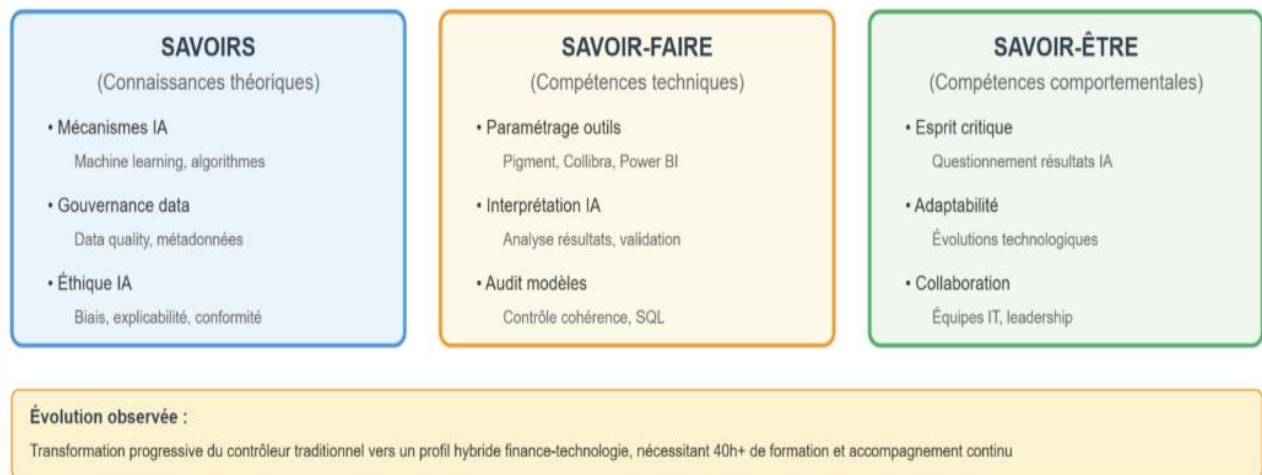 SAVOIRS
(Connaissances théoriques)
• Mécanismes IA
Machine learning, algorithmes
• Gouvernance data
Data quality, métadonnées
• Éthique IA
Biais, explicabilité, conformité
SAVOIR-FAIRE
(Compétences techniques)
• Paramétrage outils
Pigment, Collibra, Power BI
• Interprétation IA
Analyse résultats, validation
• Audit modèles
Contrôle cohérence, SQL
SAVOIR-ÊTRE
(Compétences comportementales)
• Esprit critique
Questionnement résultats IA
• Adaptabilité
Évolutions technologiques
• Collaboration
Équipes IT, leadership
Évolution observée :
Transformation progressive du contrôleur traditionnel vers un profil hybride finance-technologie, nécessitant 40h+ de formation et accompagnement continu